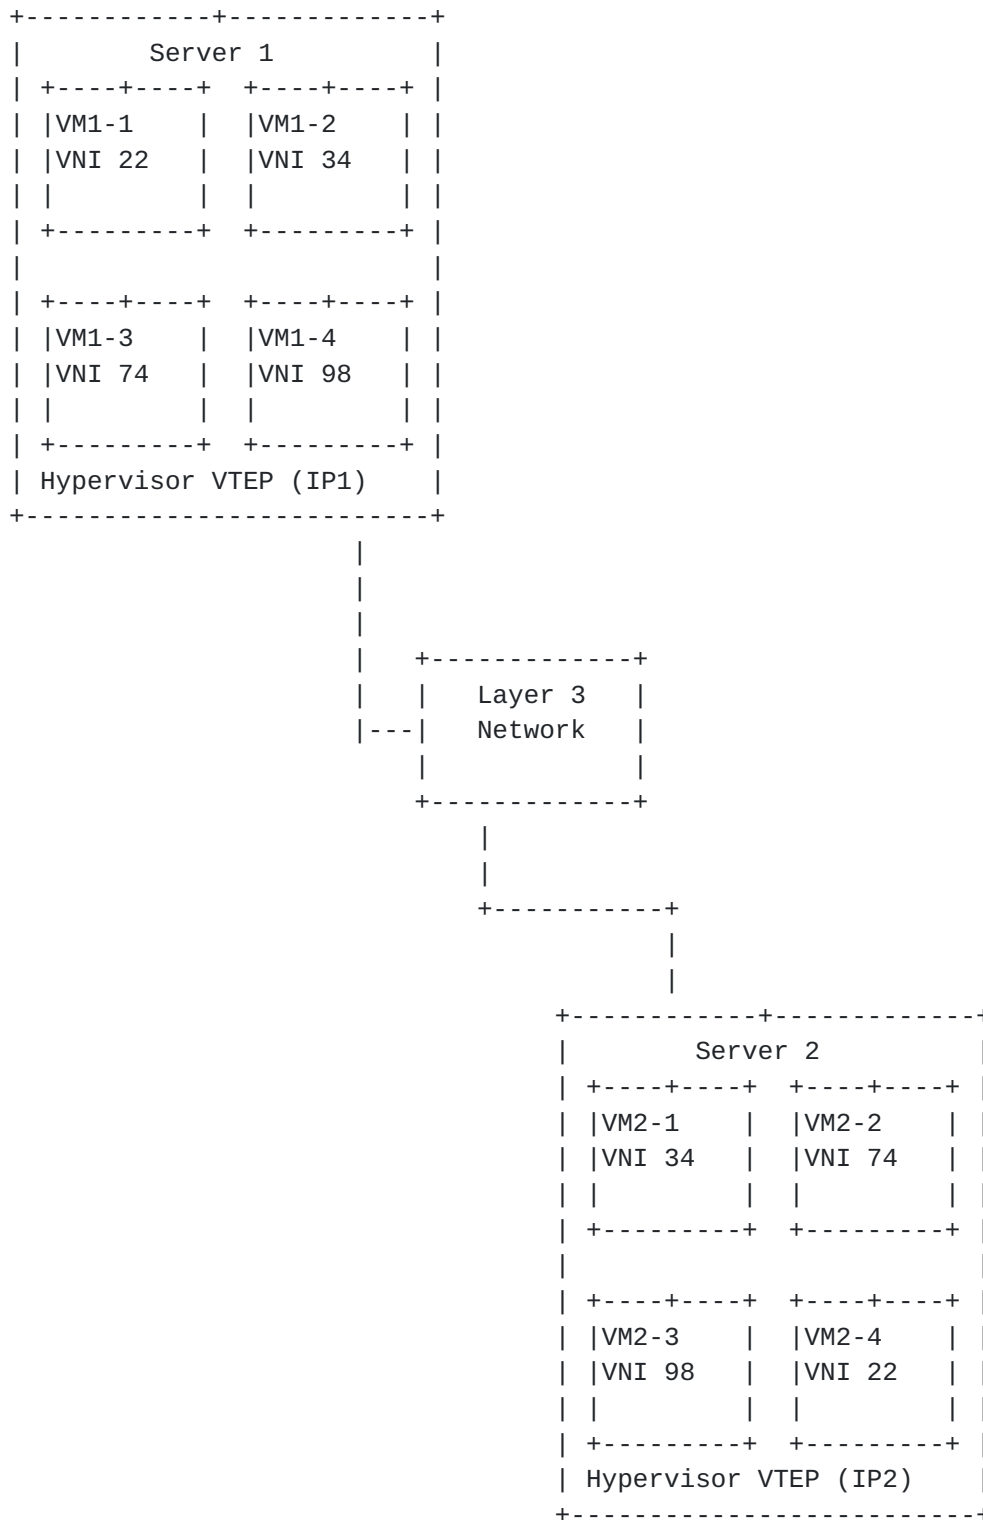 Server 1
VM1-1 VM1-2
VNI 22 VNI 34
VM1-3 VM1-4
VNI 74 VNI 98
Hypervisor VTEP (IP1)
Layer 3
Network
Server 2
VM2-1 VM2-2
VNI 34 VNI 74
VM2-3 VM2-4
VNI 98 VNI 22
Hypervisor VTEP (IP2)